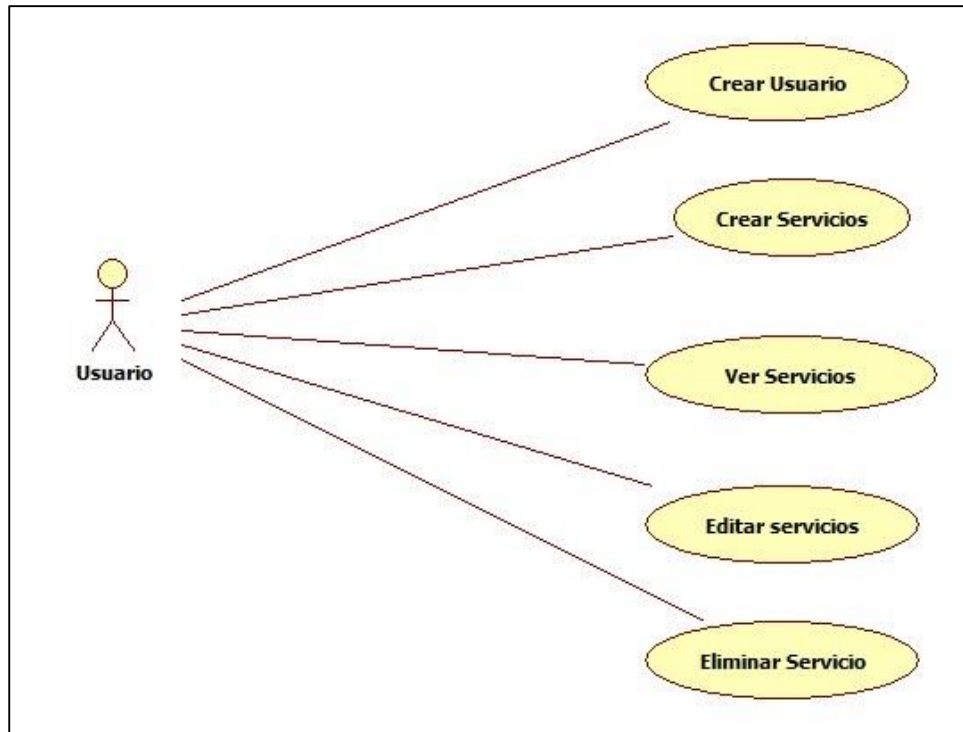 Crear Usuario
Crear Servicios
Usuario
Ver Servicios
Editar servicios
Eliminar Servicio